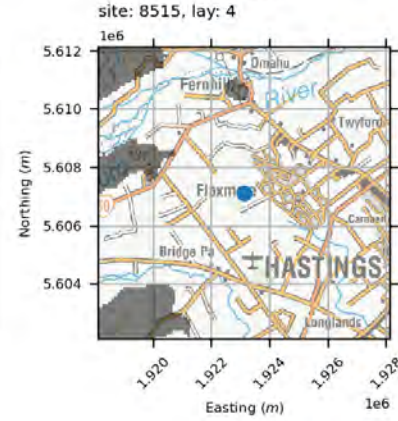 site: 8515, lay: 4
1e6
5.612
5.610
5.608
5.606
5.604
Northing (m)
Omahu
Fernhill
River
Twyford
Flaxmere
Bridge Pa
HASTINGS
Longlands
1.920
1.922
1.924
1.926
1.928
1e6
Easting (m)